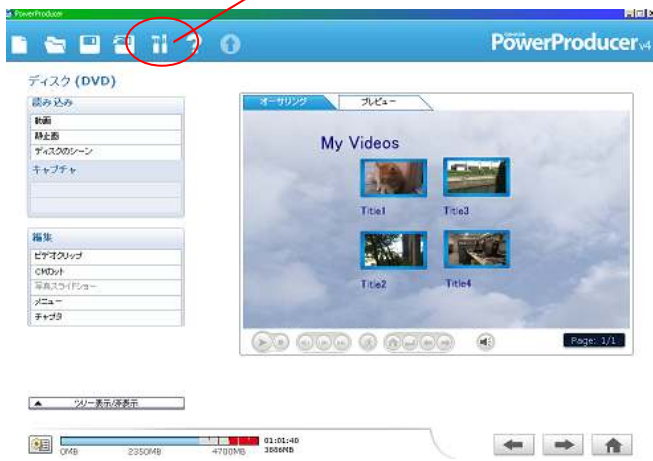 PowerProducer
CyberLink
PowerProducer v4
ディスク (DVD)
読み込み
動画
静止画
ディスクのシーン
キャプチャ
編集
ビデオクリップ
CMカット
写真スライドショー
メニュー
チャプタ
オーサリング
プレビュー
My Videos
Title1
Title3
Title2
Title4
Page: 1/1
ツリー表示/非表示
0MB
2350MB
4700MB
01:01:40
3886MB